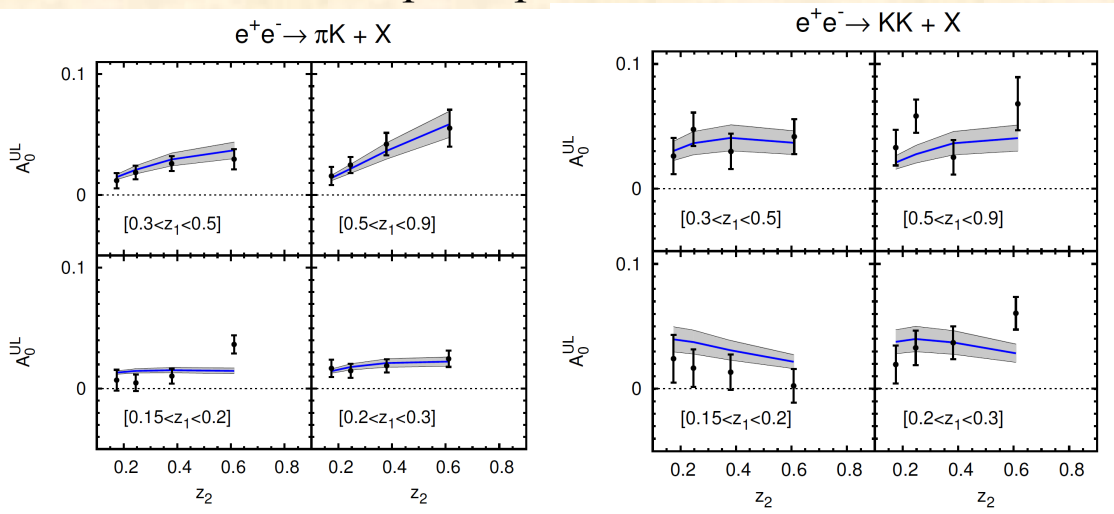 e⁺e⁻→ πK + X
e⁺e⁻→ KK + X
0.1
A₀^UL
0
[0.3<z₁<0.5]
[0.5<z₁<0.9]
0.1
A₀^UL
0
[0.15<z₁<0.2]
[0.2<z₁<0.3]
0.2 0.4 0.6 0.8
0.2 0.4 0.6 0.8
z₂
z₂
0.1
A₀^UL
0
[0.3<z₁<0.5]
[0.5<z₁<0.9]
0.1
A₀^UL
0
[0.15<z₁<0.2]
[0.2<z₁<0.3]
0.2 0.4 0.6 0.8
0.2 0.4 0.6 0.8
z₂
z₂